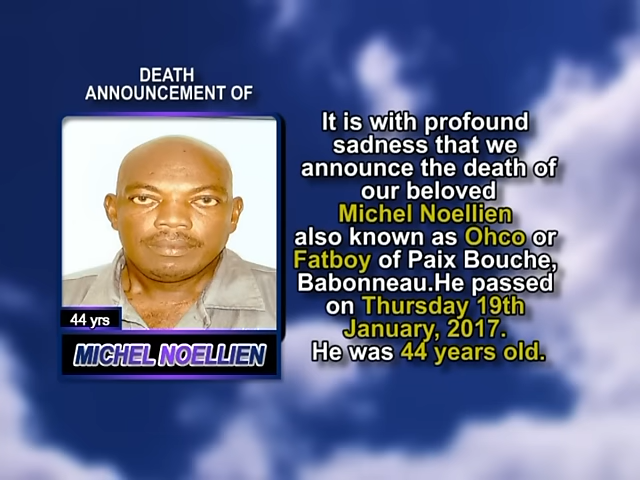 DEATH
ANNOUNCEMENT OF
44 yrs
MICHEL NOELLIEN
It is with profound
sadness that we
announce the death of
our beloved
Michel Noellien
also known as Ohco or
Fatboy of Paix Bouche,
Babonneau.He passed
on Thursday 19th
January, 2017.
He was 44 years old.